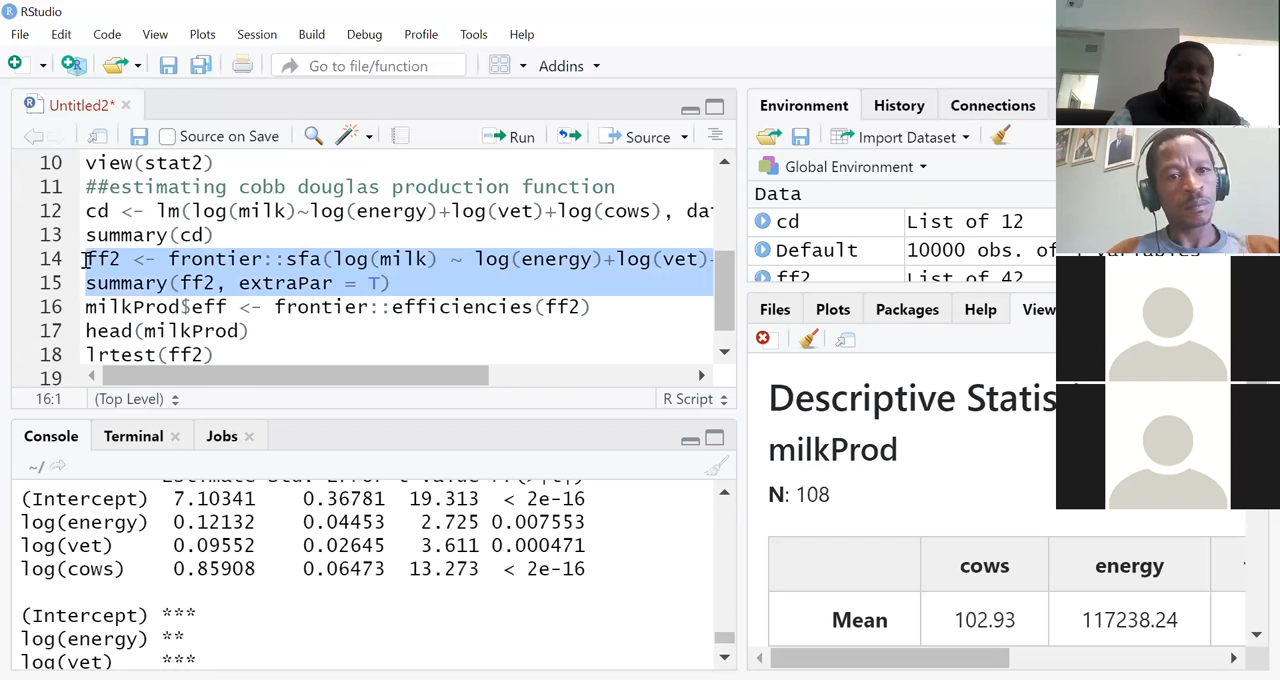 RStudio
File Edit Code View Plots Session Build Debug Profile Tools Help
Go to file/function Addins
Untitled2*
Source on Save Run Source
10 view(stat2)
11 ##estimating cobb douglas production function
12 cd <- lm(log(milk)~log(energy)+log(vet)+log(cows), da
13 summary(cd)
14 ff2 <- frontier::sfa(log(milk) ~ log(energy)+log(vet)
15 summary(ff2, extraPar = T)
16 milkProd$eff <- frontier::efficiencies(ff2)
17 head(milkProd)
18 lrtest(ff2)
19
16:1 (Top Level) R Script
Console Terminal Jobs
~/
(Intercept) 7.10341 0.36781 19.313 < 2e-16
log(energy) 0.12132 0.04453 2.725 0.007553
log(vet) 0.09552 0.02645 3.611 0.000471
log(cows) 0.85908 0.06473 13.273 < 2e-16
(Intercept) ***
log(energy) **
log(vet) ***
Environment History Connections
Import Dataset
Global Environment
Data
cd List of 12
Default 10000 obs. of
ff2 List of 42
Files Plots Packages Help View
Descriptive Statis
milkProd
N: 108
cows energy
Mean 102.93 117238.24